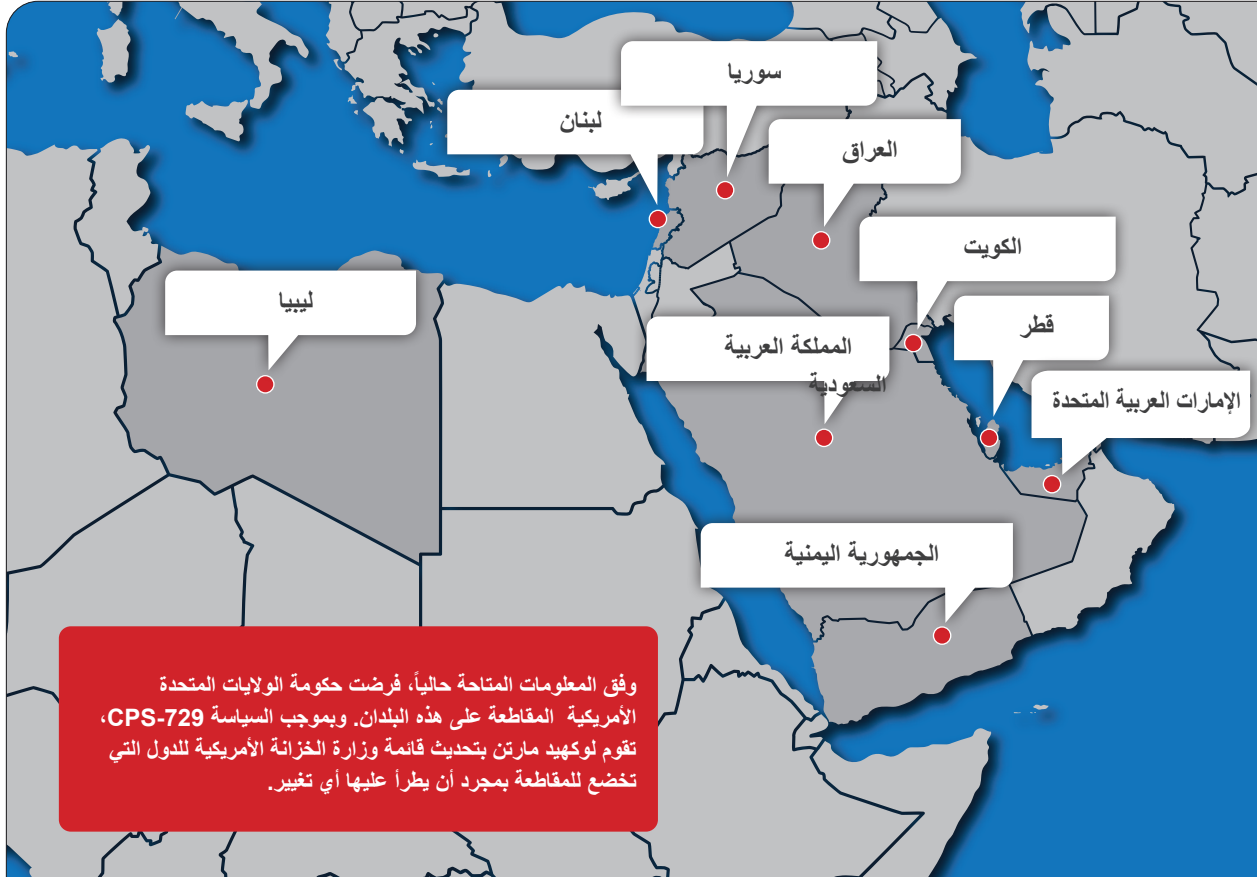 سوريا
لبنان
العراق
الكويت
ليبيا
قطر
المملكة العربية
السعودية
الإمارات العربية المتحدة
الجمهورية اليمنية
وفق المعلومات المتاحة حالياً، فرضت حكومة الولايات المتحدة
الأمريكية المقاطعة على هذه البلدان. وبموجب السياسة CPS-729،
تقوم لوكهيد مارتن بتحديث قائمة وزارة الخزانة الأمريكية للدول التي
تخضع للمقاطعة بمجرد أن يطرأ عليها أي تغيير.